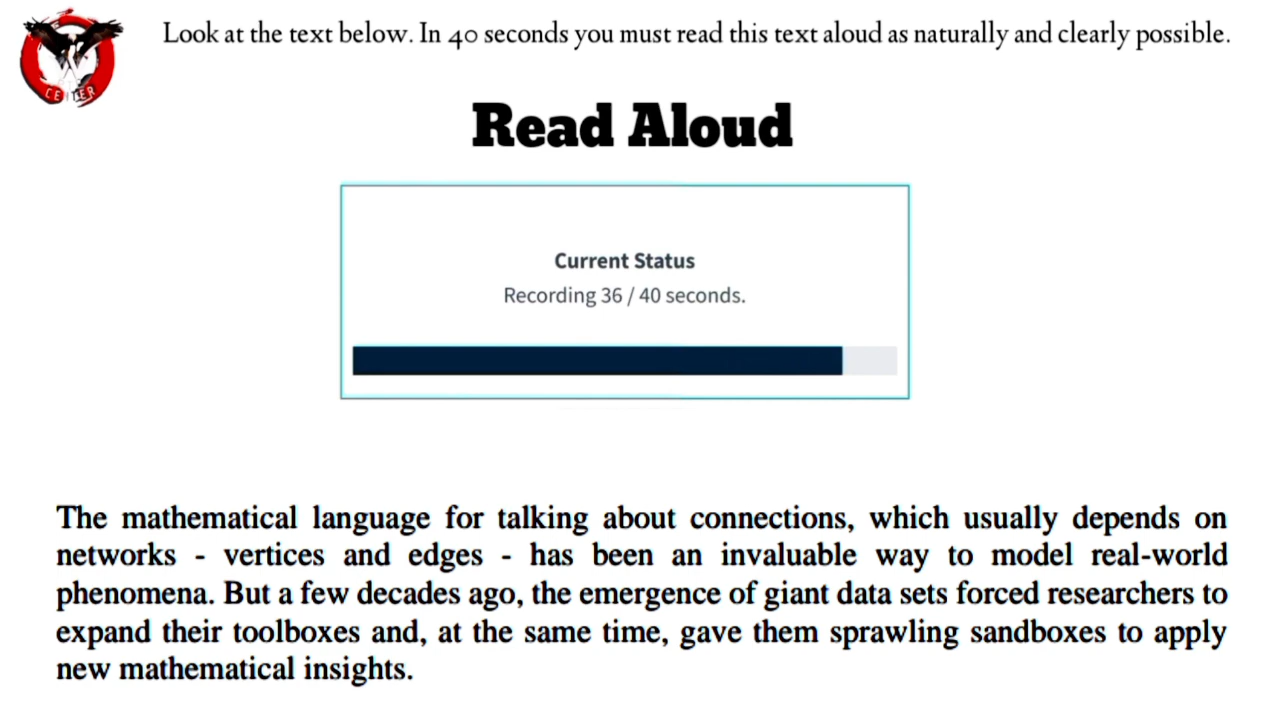 Look at the text below. In 40 seconds you must read this text aloud as naturally and clearly possible.
CENTER
Read Aloud
Current Status
Recording 36 / 40 seconds.
The mathematical language for talking about connections, which usually depends on
networks - vertices and edges - has been an invaluable way to model real-world
phenomena. But a few decades ago, the emergence of giant data sets forced researchers to
expand their toolboxes and, at the same time, gave them sprawling sandboxes to apply
new mathematical insights.